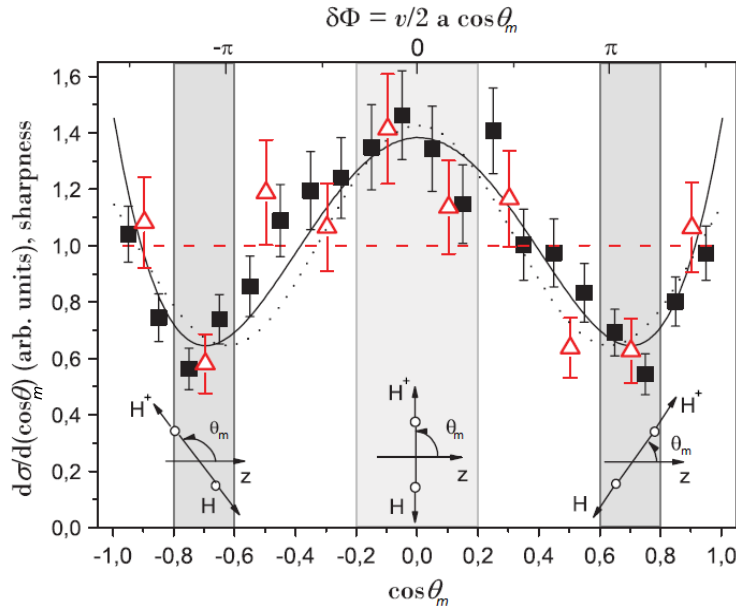 δΦ = v/2 a cosθm
-π 0 π
1,6
1,4
1,2
1,0
0,8
0,6
0,4
0,2
0,0
dσ/d(cosθm) (arb. units), sharpness
H+ θm z H
H+ θm z H
H+ θm z H
-1,0 -0,8 -0,6 -0,4 -0,2 0,0 0,2 0,4 0,6 0,8 1,0
cosθm